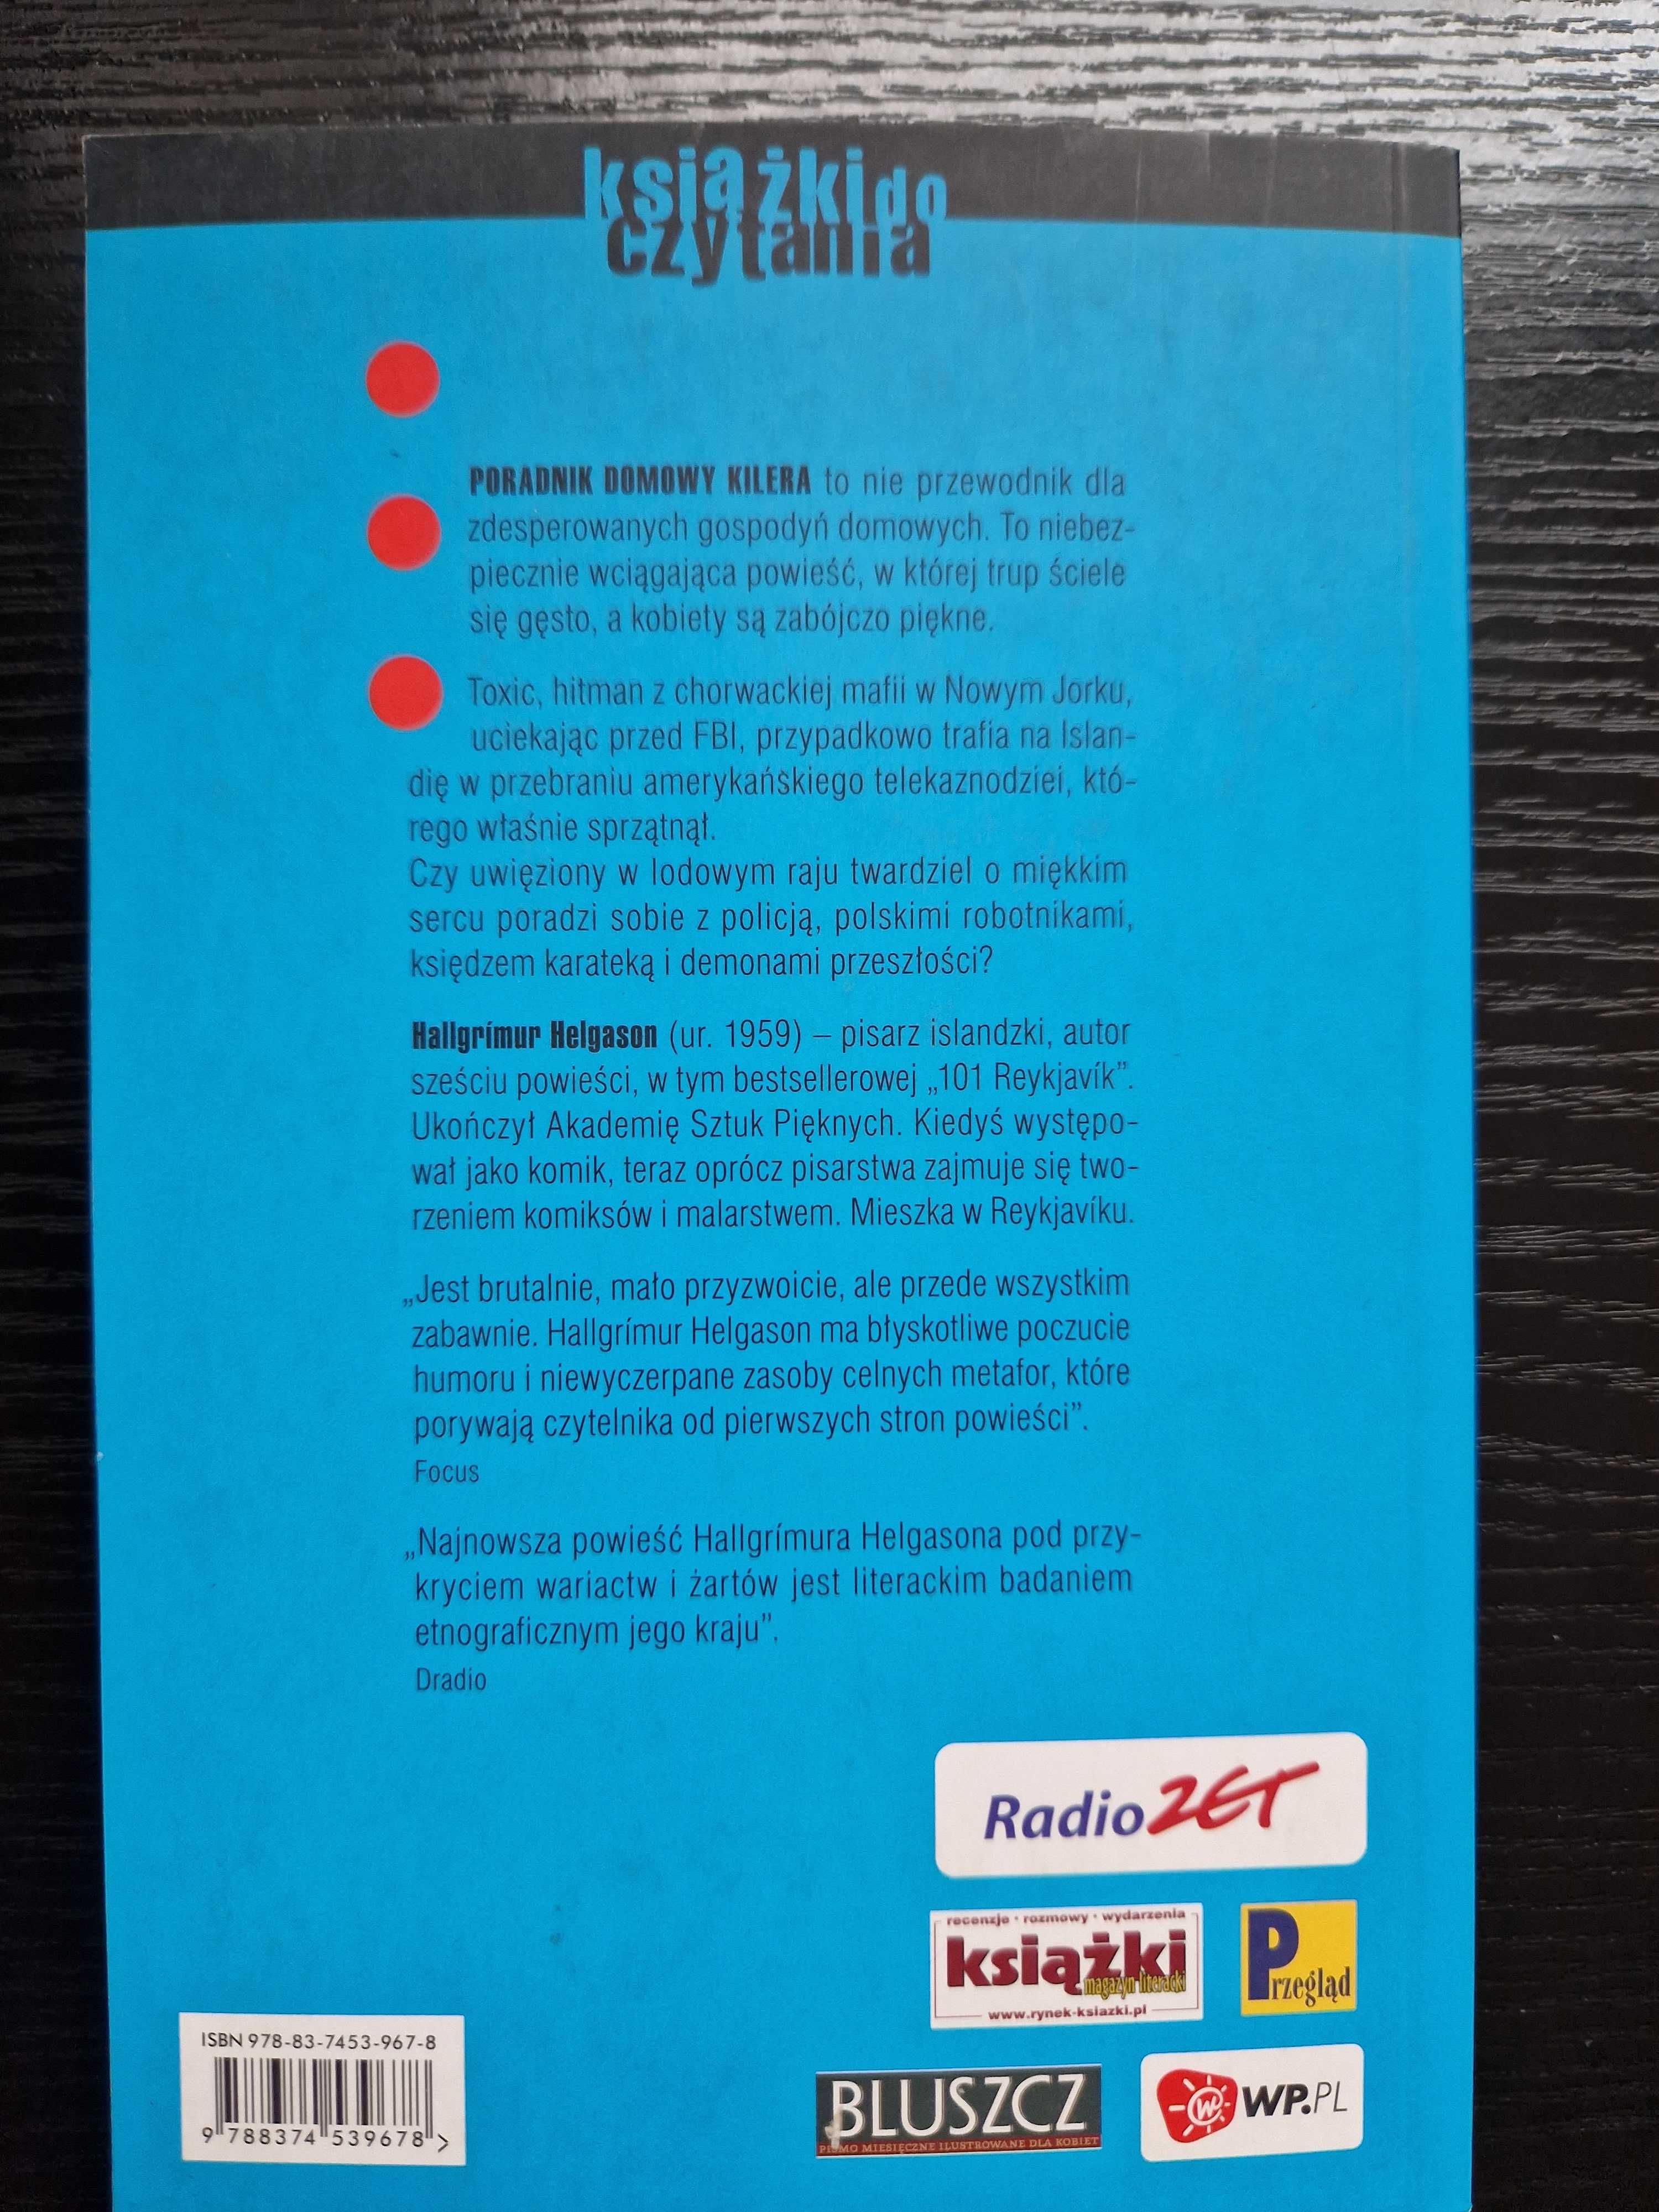 książki do
czytania
PORADNIK DOMOWY KILERA to nie przewodnik dla
zdesperowanych gospodyń domowych. To niebez-
piecznie wciągająca powieść, w której trup ściele
się gęsto, a kobiety są zabójczo piękne.
Toxic, hitman z chorwackiej mafii w Nowym Jorku,
uciekając przed FBI, przypadkowo trafia na Islan-
dię w przebraniu amerykańskiego telekaznodziei, któ-
rego właśnie sprzątnął.
Czy uwięziony w lodowym raju twardziel o miękkim
sercu poradzi sobie z policją, polskimi robotnikami,
księdzem karateką i demonami przeszłości?
Hallgrímur Helgason (ur. 1959) – pisarz islandzki, autor
sześciu powieści, w tym bestsellerowej „101 Reykjavík”.
Ukończył Akademię Sztuk Pięknych. Kiedyś występo-
wał jako komik, teraz oprócz pisarstwa zajmuje się two-
rzeniem komiksów i malarstwem. Mieszka w Reykjavíku.
„Jest brutalnie, mało przyzwoicie, ale przede wszystkim
zabawnie. Hallgrímur Helgason ma błyskotliwe poczucie
humoru i niewyczerpane zasoby celnych metafor, które
porywają czytelnika od pierwszych stron powieści”.
Focus
„Najnowsza powieść Hallgrímura Helgasona pod przy-
kryciem wariactw i żartów jest literackim badaniem
etnograficznym jego kraju”.
Dradio
Radio ZET
recenzje • rozmowy • wydarzenia
książki
magazyn literacki
www.rynek-ksiazki.pl
Przegląd
ISBN 978-83-7453-967-8
9 788374 539678 >
BLUSZCZ
PISMO MIESIĘCZNE ILUSTROWANE DLA KOBIET
W WP.PL